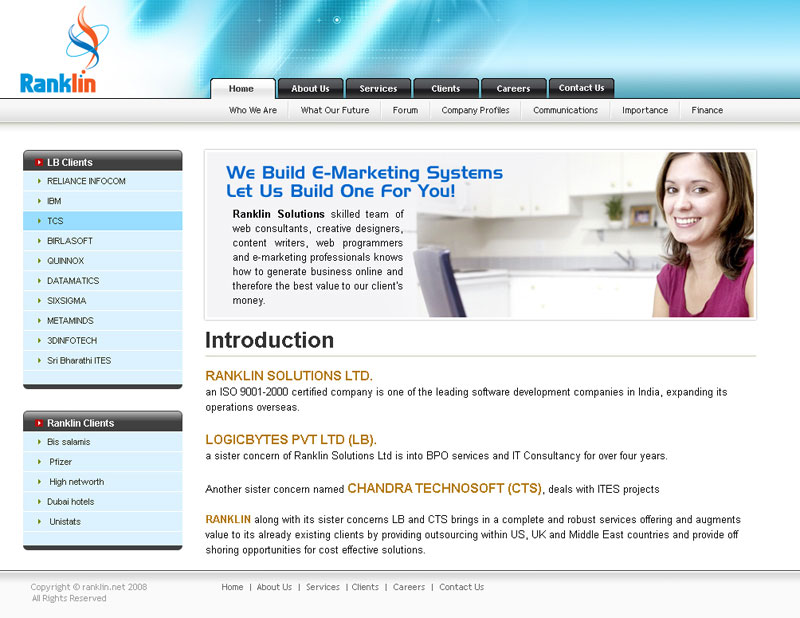 Ranklin
Home
About Us
Services
Clients
Careers
Contact Us
Who We Are
What Our Future
Forum
Company Profiles
Communications
Importance
Finance
LB Clients
RELIANCE INFOCOM
IBM
TCS
BIRLASOFT
QUINNOX
DATAMATICS
SIXSIGMA
METAMINDS
3DINFOTECH
Sri Bharathi ITES
Ranklin Clients
Bis salamis
Pfizer
High networth
Dubai hotels
Unistats
We Build E-Marketing Systems
Let Us Build One For You!
Ranklin Solutions skilled team of
web consultants, creative designers,
content writers, web programmers
and e-marketing professionals knows
how to generate business online and
therefore the best value to our client's
money.
Introduction
RANKLIN SOLUTIONS LTD.
an ISO 9001-2000 certified company is one of the leading software development companies in India, expanding its
operations overseas.
LOGICBYTES PVT LTD (LB).
a sister concern of Ranklin Solutions Ltd is into BPO services and IT Consultancy for over four years.
Another sister concern named CHANDRA TECHNOSOFT (CTS), deals with ITES projects
RANKLIN along with its sister concerns LB and CTS brings in a complete and robust services offering and augments
value to its already existing clients by providing outsourcing within US, UK and Middle East countries and provide off
shoring opportunities for cost effective solutions.
Copyright © ranklin.net 2008
All Rights Reserved
Home | About Us | Services | Clients | Careers | Contact Us